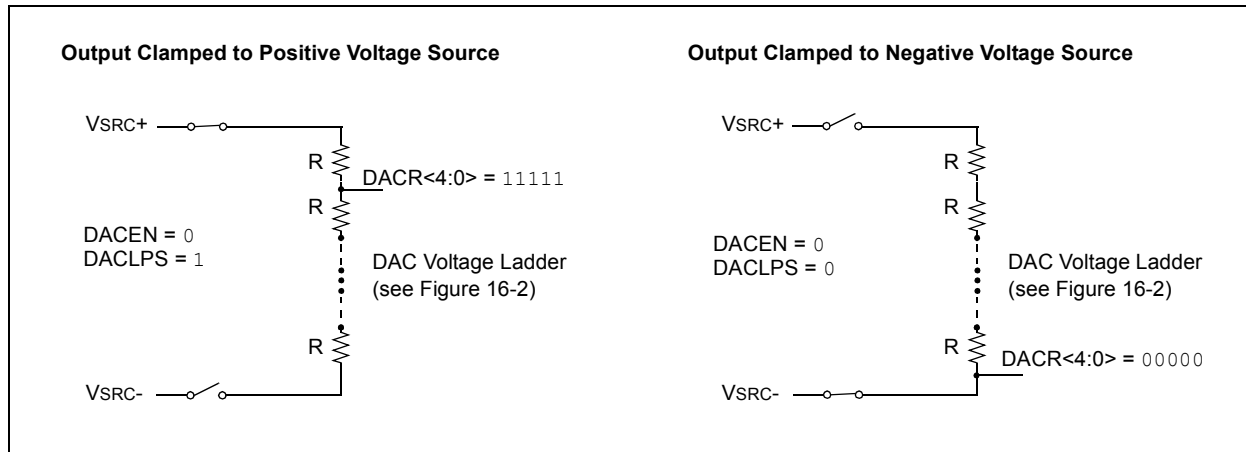 Output Clamped to Positive Voltage Source
VSRC+
R
DACR<4:0> = 11111
R
DACEN = 0
DACLPS = 1
DAC Voltage Ladder
(see Figure 16-2)
R
VSRC-
Output Clamped to Negative Voltage Source
VSRC+
R
R
DACEN = 0
DACLPS = 0
DAC Voltage Ladder
(see Figure 16-2)
R
DACR<4:0> = 00000
VSRC-